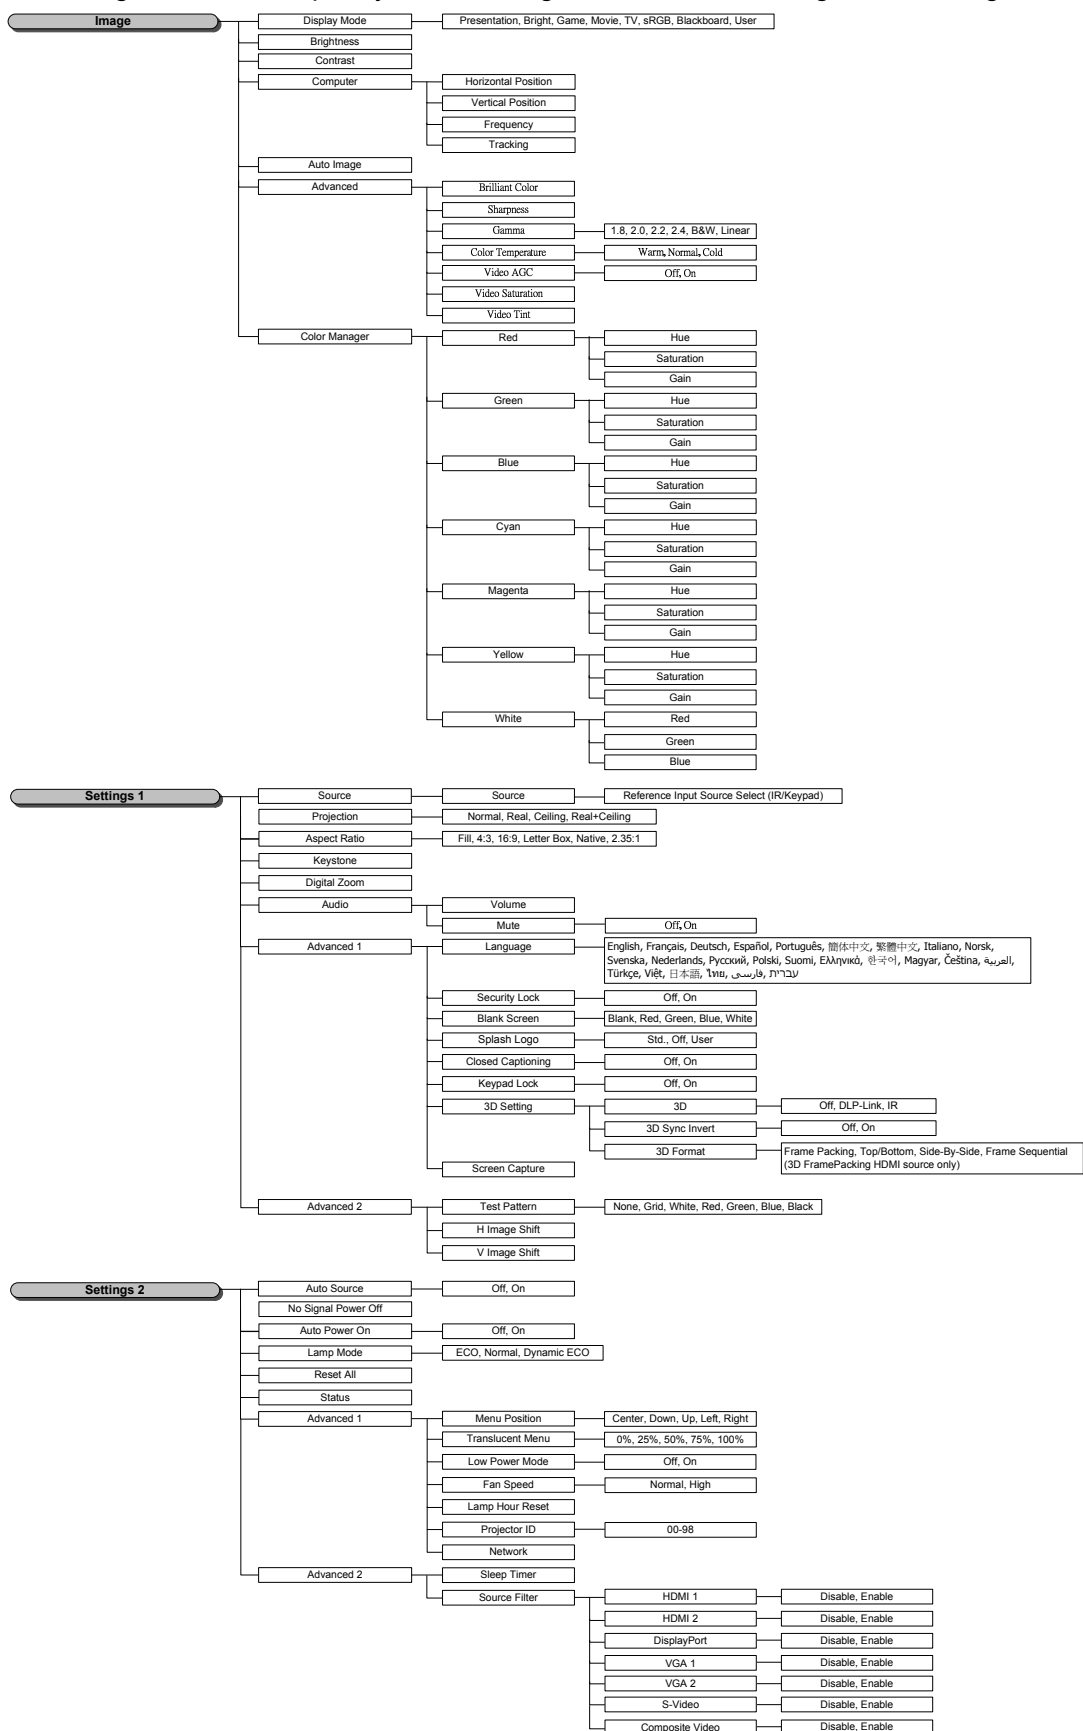 Image
Display Mode
Presentation, Bright, Game, Movie, TV, sRGB, Blackboard, User
Brightness
Contrast
Computer
Horizontal Position
Vertical Position
Frequency
Tracking
Auto Image
Advanced
Brilliant Color
Sharpness
Gamma
1.8, 2.0, 2.2, 2.4, B&W, Linear
Color Temperature
Warm, Normal, Cold
Video AGC
Off, On
Video Saturation
Video Tint
Color Manager
Red
Hue
Saturation
Gain
Green
Hue
Saturation
Gain
Blue
Hue
Saturation
Gain
Cyan
Hue
Saturation
Gain
Magenta
Hue
Saturation
Gain
Yellow
Hue
Saturation
Gain
White
Red
Green
Blue
Settings 1
Source
Source
Reference Input Source Select (IR/Keypad)
Projection
Normal, Real, Ceiling, Real+Ceiling
Aspect Ratio
Fill, 4:3, 16:9, Letter Box, Native, 2.35:1
Keystone
Digital Zoom
Audio
Volume
Mute
Off, On
Advanced 1
Language
English, Français, Deutsch, Español, Português, 簡体中文, 繁體中文, Italiano, Norsk,
Svenska, Nederlands, Русский, Polski, Suomi, Ελληνικά, 한국어, Magyar, Čeština, العربية,
Türkçe, Việt, 日本語, ไทย, فارسی, עברית
Security Lock
Off, On
Blank Screen
Blank, Red, Green, Blue, White
Splash Logo
Std., Off, User
Closed Captioning
Off, On
Keypad Lock
Off, On
3D Setting
3D
Off, DLP-Link, IR
3D Sync Invert
Off, On
3D Format
Frame Packing, Top/Bottom, Side-By-Side, Frame Sequential
(3D FramePacking HDMI source only)
Screen Capture
Advanced 2
Test Pattern
None, Grid, White, Red, Green, Blue, Black
H Image Shift
V Image Shift
Settings 2
Auto Source
Off, On
No Signal Power Off
Auto Power On
Off, On
Lamp Mode
ECO, Normal, Dynamic ECO
Reset All
Status
Advanced 1
Menu Position
Center, Down, Up, Left, Right
Translucent Menu
0%, 25%, 50%, 75%, 100%
Low Power Mode
Off, On
Fan Speed
Normal, High
Lamp Hour Reset
Projector ID
00-98
Network
Advanced 2
Sleep Timer
Source Filter
HDMI 1
Disable, Enable
HDMI 2
Disable, Enable
DisplayPort
Disable, Enable
VGA 1
Disable, Enable
VGA 2
Disable, Enable
S-Video
Disable, Enable
Composite Video
Disable, Enable